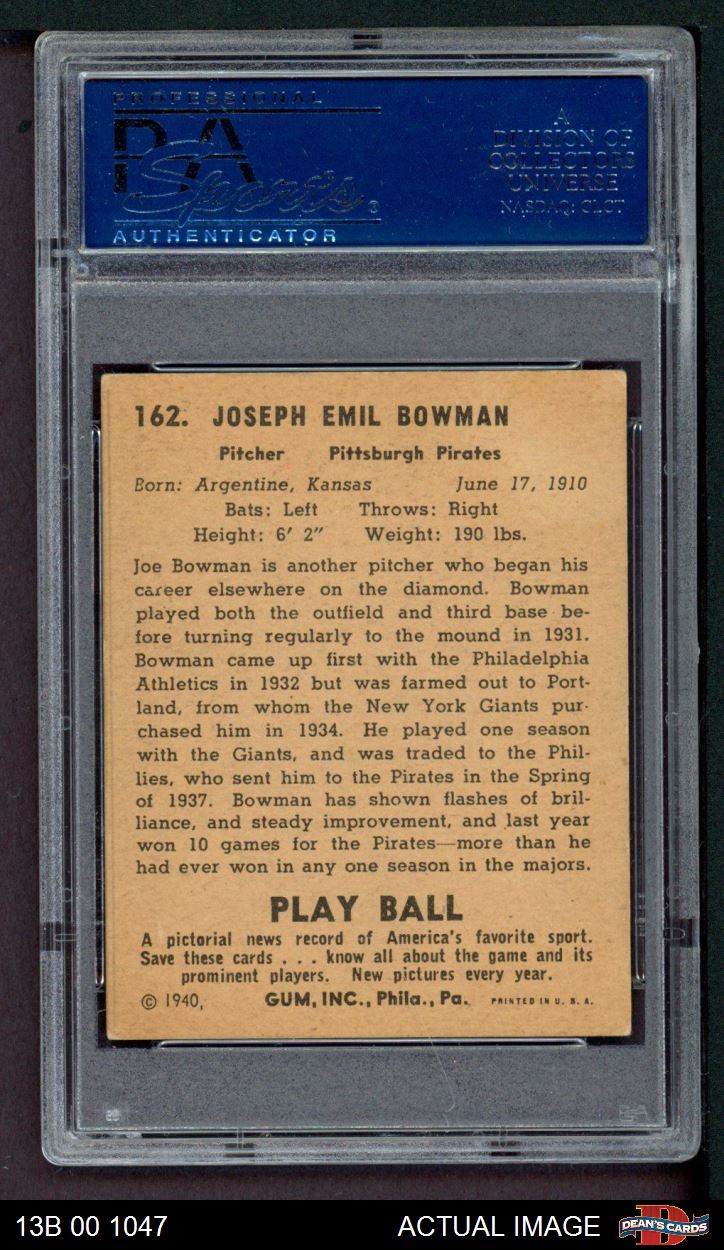 PROFESSIONAL
PSA
Sports
AUTHENTICATOR
A
DIVISION OF
COLLECTORS
UNIVERSE
NASDAQ: CLCT
162. JOSEPH EMIL BOWMAN
Pitcher Pittsburgh Pirates
Born: Argentine, Kansas June 17, 1910
Bats: Left Throws: Right
Height: 6′ 2″ Weight: 190 lbs.
Joe Bowman is another pitcher who began his
career elsewhere on the diamond. Bowman
played both the outfield and third base be-
fore turning regularly to the mound in 1931.
Bowman came up first with the Philadelphia
Athletics in 1932 but was farmed out to Port-
land, from whom the New York Giants pur-
chased him in 1934. He played one season
with the Giants, and was traded to the Phil-
lies, who sent him to the Pirates in the Spring
of 1937. Bowman has shown flashes of bril-
liance, and steady improvement, and last year
won 10 games for the Pirates—more than he
had ever won in any one season in the majors.
PLAY BALL
A pictorial news record of America's favorite sport.
Save these cards . . . know all about the game and its
prominent players. New pictures every year.
© 1940, GUM, INC., Phila., Pa. PRINTED IN U. S. A.
13B 00 1047 ACTUAL IMAGE DEAN'S CARDS